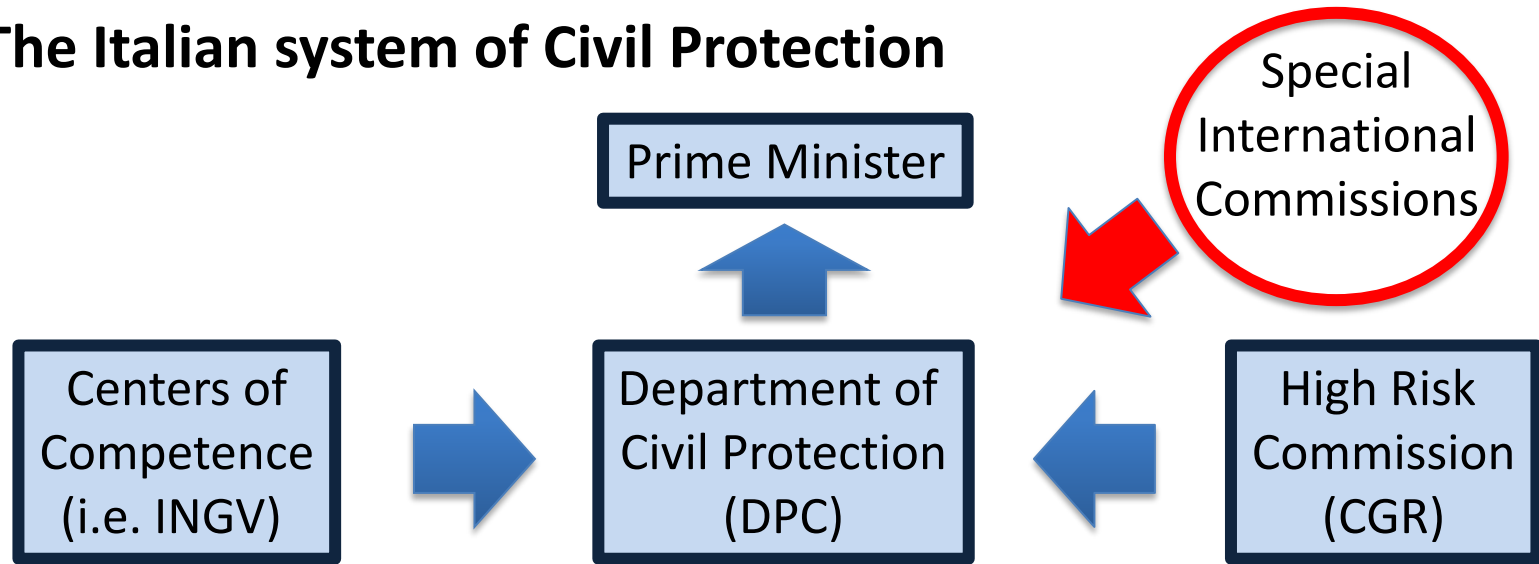 The Italian system of Civil Protection
Special
International
Commissions
Prime Minister
Centers of
Competence
(i.e. INGV)
Department of
Civil Protection
(DPC)
High Risk
Commission
(CGR)